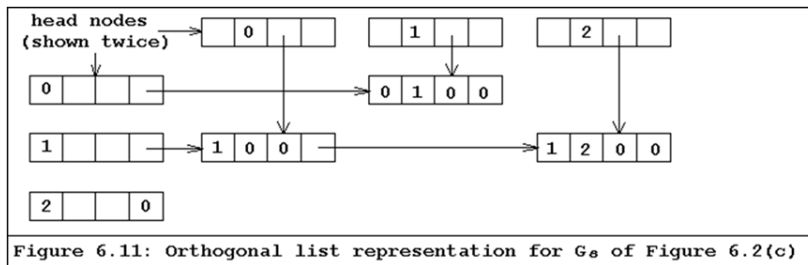 head nodes
(shown twice)
0
1
2
0
0 1 0 0
1
1 0 0
1 2 0 0
2 0
Figure 6.11: Orthogonal list representation for G₈ of Figure 6.2(c)